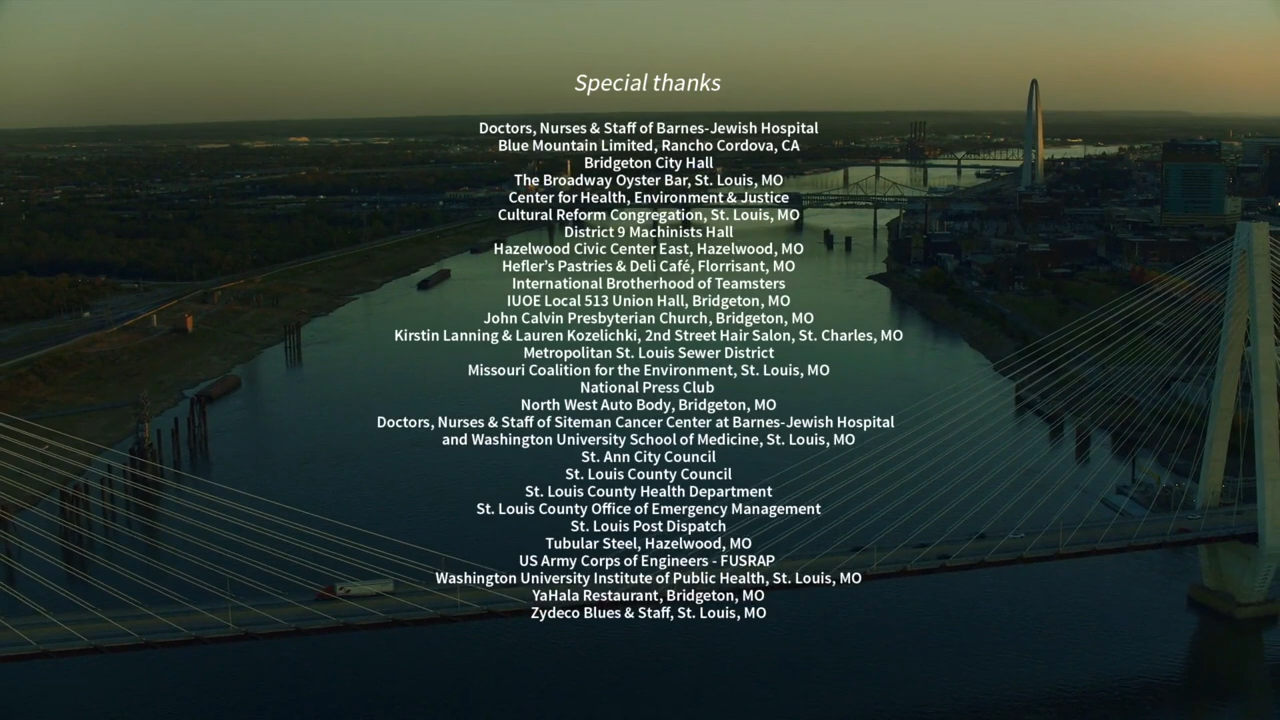 Special thanks
Doctors, Nurses & Staff of Barnes-Jewish Hospital
Blue Mountain Limited, Rancho Cordova, CA
Bridgeton City Hall
The Broadway Oyster Bar, St. Louis, MO
Center for Health, Environment & Justice
Cultural Reform Congregation, St. Louis, MO
District 9 Machinists Hall
Hazelwood Civic Center East, Hazelwood, MO
Hefler's Pastries & Deli Café, Florrisant, MO
International Brotherhood of Teamsters
IUOE Local 513 Union Hall, Bridgeton, MO
John Calvin Presbyterian Church, Bridgeton, MO
Kirstin Lanning & Lauren Kozelichki, 2nd Street Hair Salon, St. Charles, MO
Metropolitan St. Louis Sewer District
Missouri Coalition for the Environment, St. Louis, MO
National Press Club
North West Auto Body, Bridgeton, MO
Doctors, Nurses & Staff of Siteman Cancer Center at Barnes-Jewish Hospital
and Washington University School of Medicine, St. Louis, MO
St. Ann City Council
St. Louis County Council
St. Louis County Health Department
St. Louis County Office of Emergency Management
St. Louis Post Dispatch
Tubular Steel, Hazelwood, MO
US Army Corps of Engineers - FUSRAP
Washington University Institute of Public Health, St. Louis, MO
YaHala Restaurant, Bridgeton, MO
Zydeco Blues & Staff, St. Louis, MO